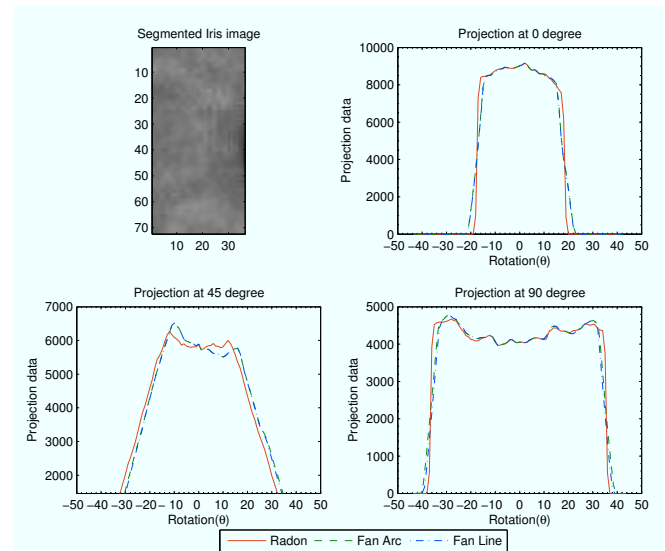 Segmented Iris image
10
20
30
40
50
60
70
10 20 30
Projection at 0 degree
Projection data
10000
8000
6000
4000
2000
0
−50 −40 −30 −20 −10 0 10 20 30 40 50
Rotation(θ)
Projection at 45 degree
Projection data
7000
6000
5000
4000
3000
2000
−50 −40 −30 −20 −10 0 10 20 30 40 50
Rotation(θ)
Projection at 90 degree
Projection data
5000
4000
3000
2000
1000
0
−50 −40 −30 −20 −10 0 10 20 30 40 50
Rotation(θ)
Radon Fan Arc Fan Line